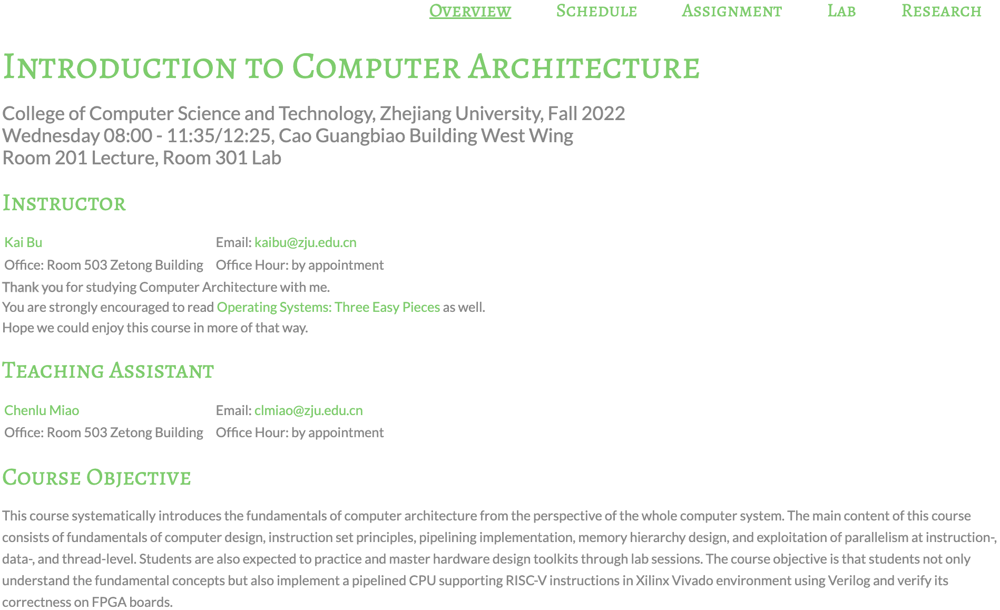 Overview Schedule Assignment Lab Research
Introduction to Computer Architecture
College of Computer Science and Technology, Zhejiang University, Fall 2022
Wednesday 08:00 - 11:35/12:25, Cao Guangbiao Building West Wing
Room 201 Lecture, Room 301 Lab
Instructor
Kai Bu Email: kaibu@zju.edu.cn
Office: Room 503 Zetong Building Office Hour: by appointment
Thank you for studying Computer Architecture with me.
You are strongly encouraged to read Operating Systems: Three Easy Pieces as well.
Hope we could enjoy this course in more of that way.
Teaching Assistant
Chenlu Miao Email: clmiao@zju.edu.cn
Office: Room 503 Zetong Building Office Hour: by appointment
Course Objective
This course systematically introduces the fundamentals of computer architecture from the perspective of the whole computer system. The main content of this course
consists of fundamentals of computer design, instruction set principles, pipelining implementation, memory hierarchy design, and exploitation of parallelism at instruction-,
data-, and thread-level. Students are also expected to practice and master hardware design toolkits through lab sessions. The course objective is that students not only
understand the fundamental concepts but also implement a pipelined CPU supporting RISC-V instructions in Xilinx Vivado environment using Verilog and verify its
correctness on FPGA boards.